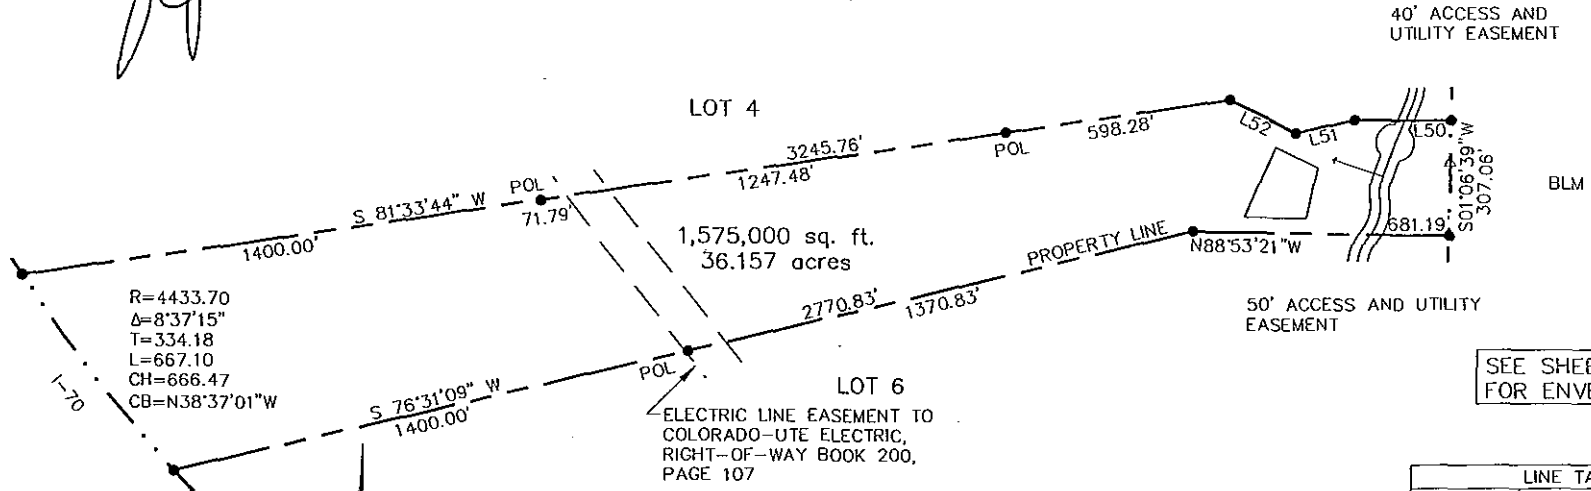 40' ACCESS AND
UTILITY EASEMENT
LOT 4
L52
L51
L50
598.28'
POL
3245.76'
1247.48'
POL
71.79'
S 81°33'44" W
1400.00'
S01°06'39"W
307.06'
BLM
681.19'
N88°53'21"W
PROPERTY LINE
1,575,000 sq. ft.
36.157 acres
2770.83'
1370.83'
R=4433.70
Δ=8°37'15"
T=334.18
L=667.10
CH=666.47
CB=N38°37'01"W
I-70
50' ACCESS AND UTILITY
EASEMENT
POL
S 76°31'09" W
1400.00'
LOT 6
ELECTRIC LINE EASEMENT TO
COLORADO-UTE ELECTRIC,
RIGHT-OF-WAY BOOK 200,
PAGE 107
SEE SHEE
FOR ENVE
LINE TA